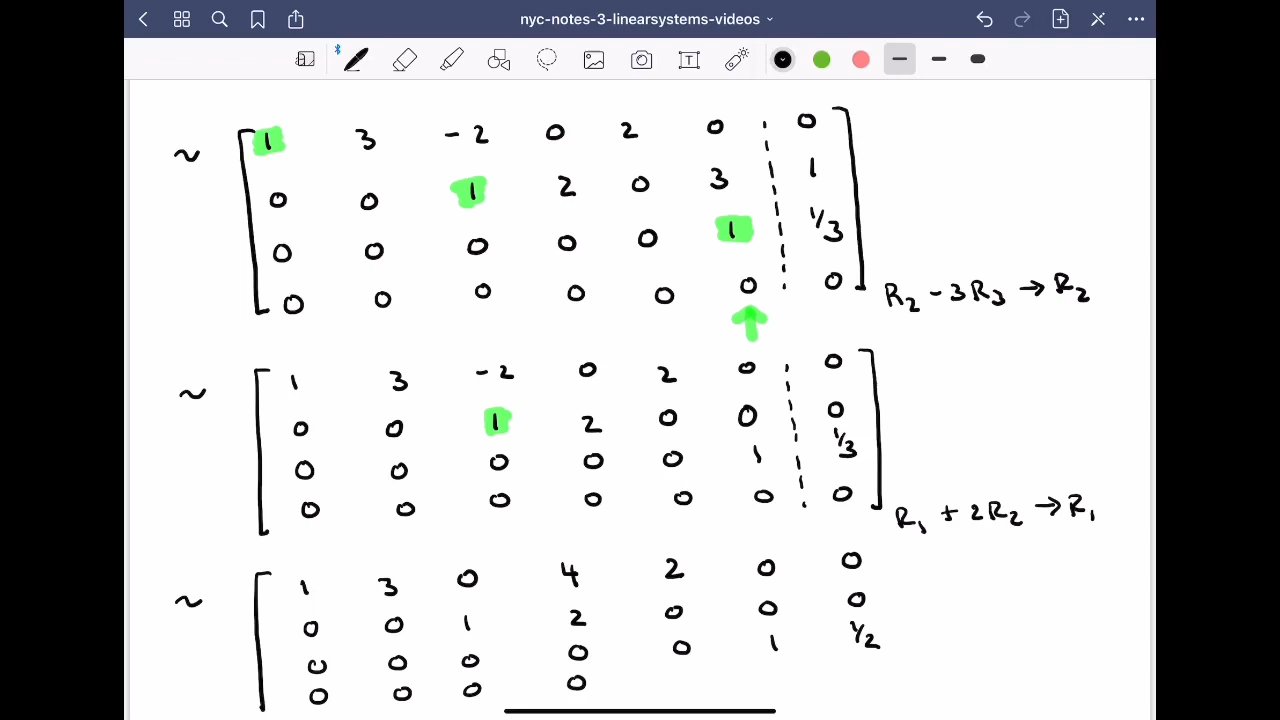 nyc-notes-3-linearsystems-videos
T
~ [ 1 3 -2 0 2 0 ¦ 0 ]
0 0 1 2 0 3 1
0 0 0 0 0 1 1/3
0 0 0 0 0 0 0
R2 - 3R3 → R2
~ [ 1 3 -2 0 2 0 ¦ 0 ]
0 0 1 2 0 0 0
0 0 0 0 0 1 1/3
0 0 0 0 0 0 0
R1 + 2R2 → R1
~ [ 1 3 0 4 2 0 0
0 0 1 2 0 0 0
0 0 0 0 0 1 1/2
0 0 0 0